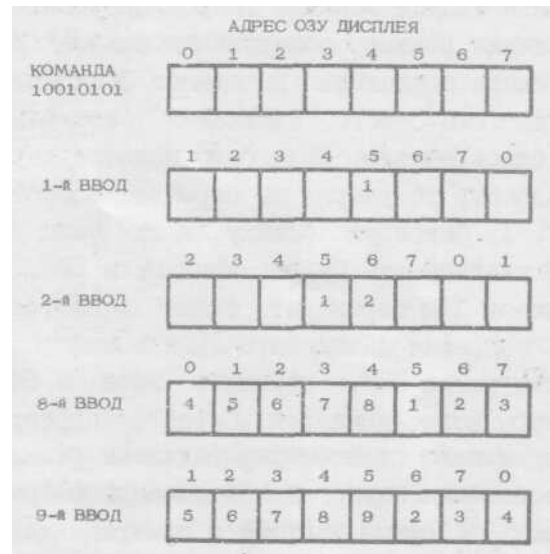 АДРЕС ОЗУ ДИСПЛЕЯ
0 1 2 3 4 5 6 7
КОМАНДА
10010101
1 2 3 4 5 6 7 0
1-й ВВОД 1
2 3 4 5 6 7 0 1
2-й ВВОД 1 2
0 1 2 3 4 5 6 7
8-й ВВОД 4 5 6 7 8 1 2 3
1 2 3 4 5 6 7 0
9-й ВВОД 5 6 7 8 9 2 3 4